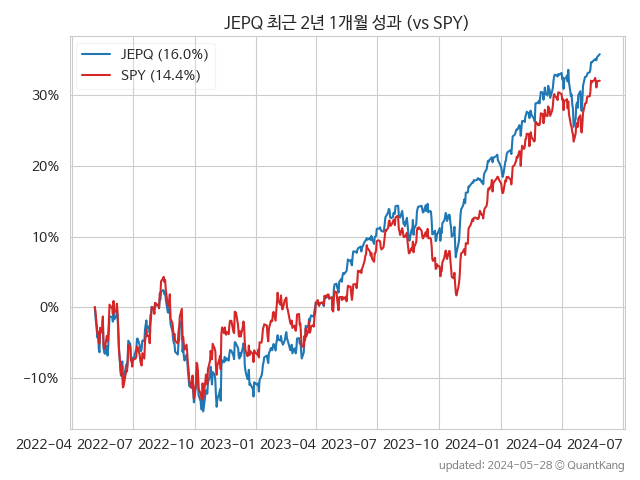 JEPQ 최근 2년 1개월 성과 (vs SPY)
JEPQ (16.0%)
SPY (14.4%)
30%
20%
10%
0%
−10%
2022-04 2022-07 2022-10 2023-01 2023-04 2023-07 2023-10 2024-01 2024-04 2024-07
updated: 2024-05-28 © QuantKang